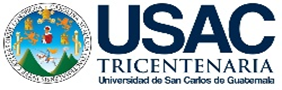 USAC
TRICENTENARIA
Universidad de San Carlos de Guatemala